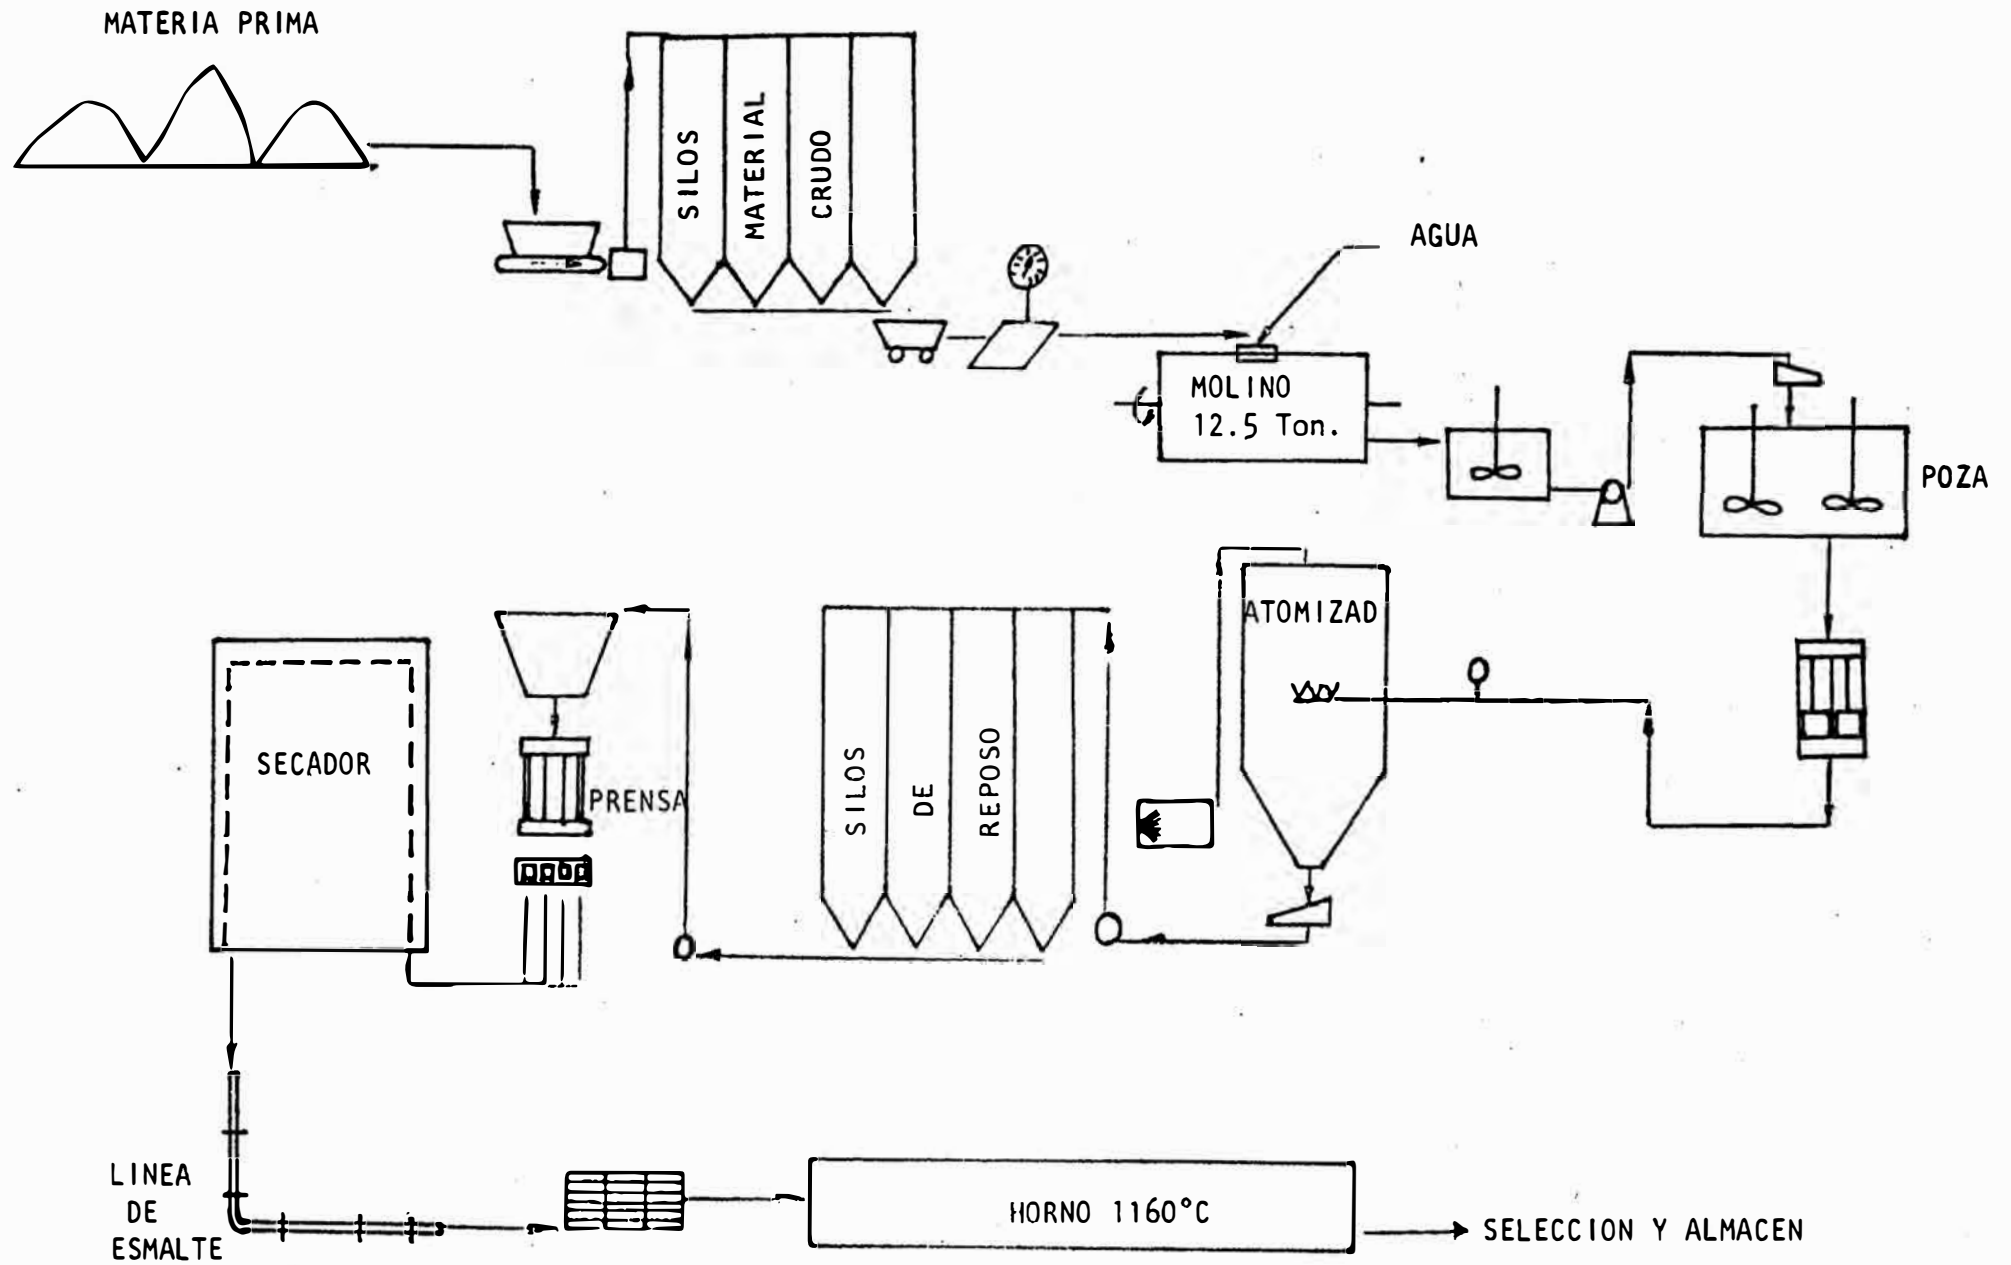 MATERIA PRIMA
SILOS
MATERIAL
CRUDO
AGUA
MOLINO
12.5 Ton.
POZA
ATOMIZAD
SILOS
DE
REPOSO
PRENSA
SECADOR
LINEA
DE
ESMALTE
HORNO 1160°C
SELECCION Y ALMACEN